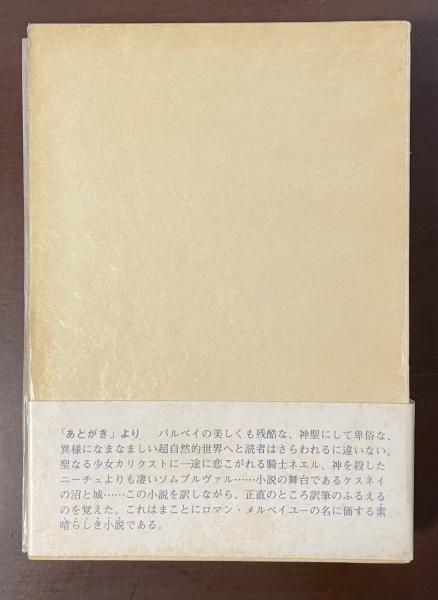 「あとがき」より　　バルベイの美しくも残酷な、神聖にして卑俗な、
異様になまなましい超自然的世界へと読者はさらわれるに違いない。
聖なる少女カリクストに一途に恋こがれる騎士ネエル、神を殺した
ニーチェよりも凄いソムブルヴァル……小説の舞台であるケスネイ
の沼と城……この小説を訳しながら、正直のところ訳筆のふるえる
のを覚えた。これはまことにロマン・メルベイユーの名に価する素
晴らしき小説である。